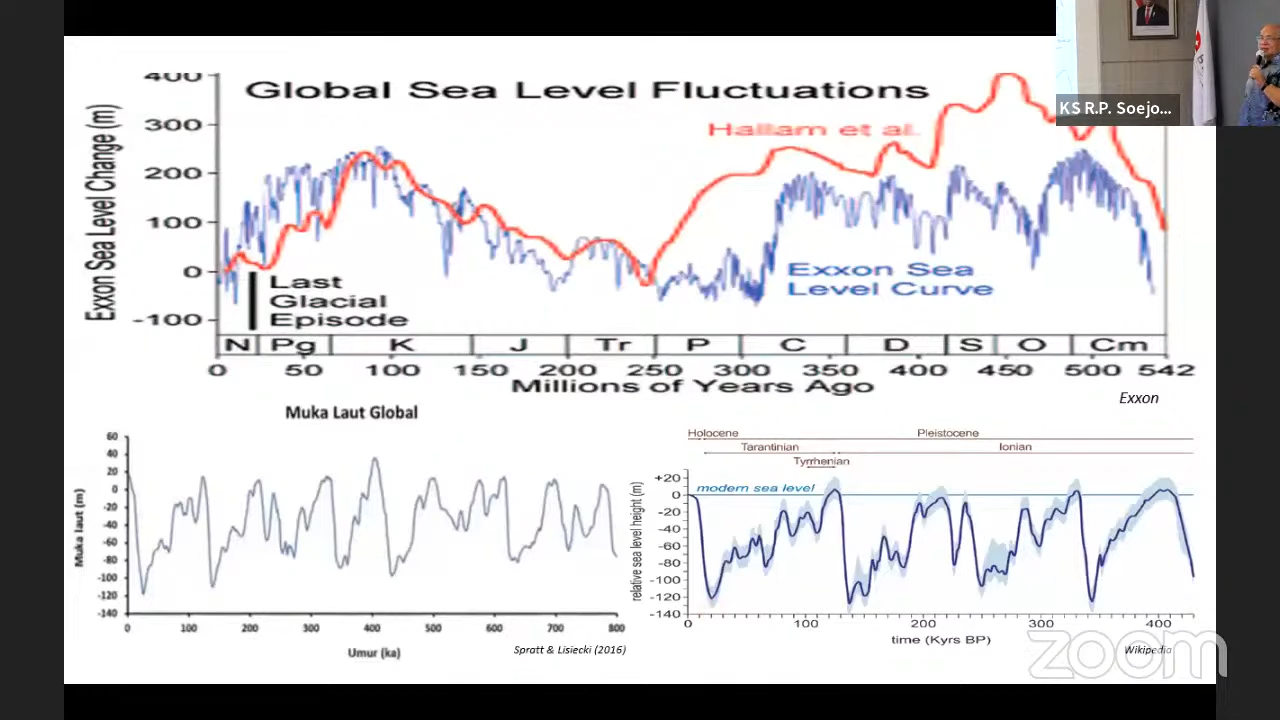 KS R.P. Soejo...
Global Sea Level Fluctuations
Hallam et al.
Exxon Sea
Level Curve
Last
Glacial
Episode
Exxon Sea Level Change (m)
400
300
200
100
0
-100
N Pg K J Tr P C D S O Cm
0 50 100 150 200 250 300 350 400 450 500 542
Millions of Years Ago
Exxon
Muka Laut Global
Muka laut (m)
60
40
20
0
-20
-40
-60
-80
-100
-120
-140
0 100 200 300 400 500 600 700 800
Umur (ka)
Spratt & Lisiecki (2016)
Holocene Pleistocene
Tarantinian Ionian
Tyrrhenian
modern sea level
relative sea level height (m)
+20
0
-20
-40
-60
-80
-100
-120
-140
0 100 200 300 400
time (Kyrs BP)
Wikipedia
zoom